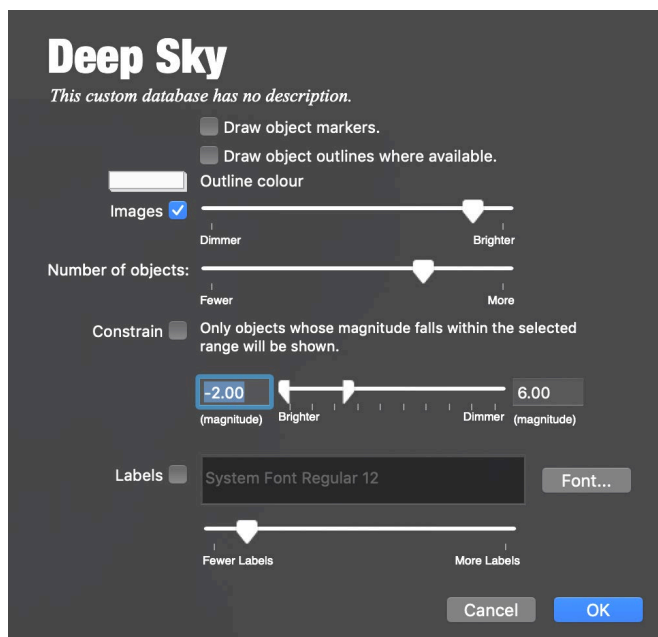 Deep Sky
This custom database has no description.
Draw object markers.
Draw object outlines where available.
Outline colour
Images
Dimmer Brighter
Number of objects:
Fewer More
Constrain Only objects whose magnitude falls within the selected
range will be shown.
-2.00 6.00
(magnitude) Brighter Dimmer (magnitude)
Labels System Font Regular 12 Font...
Fewer Labels More Labels
Cancel OK